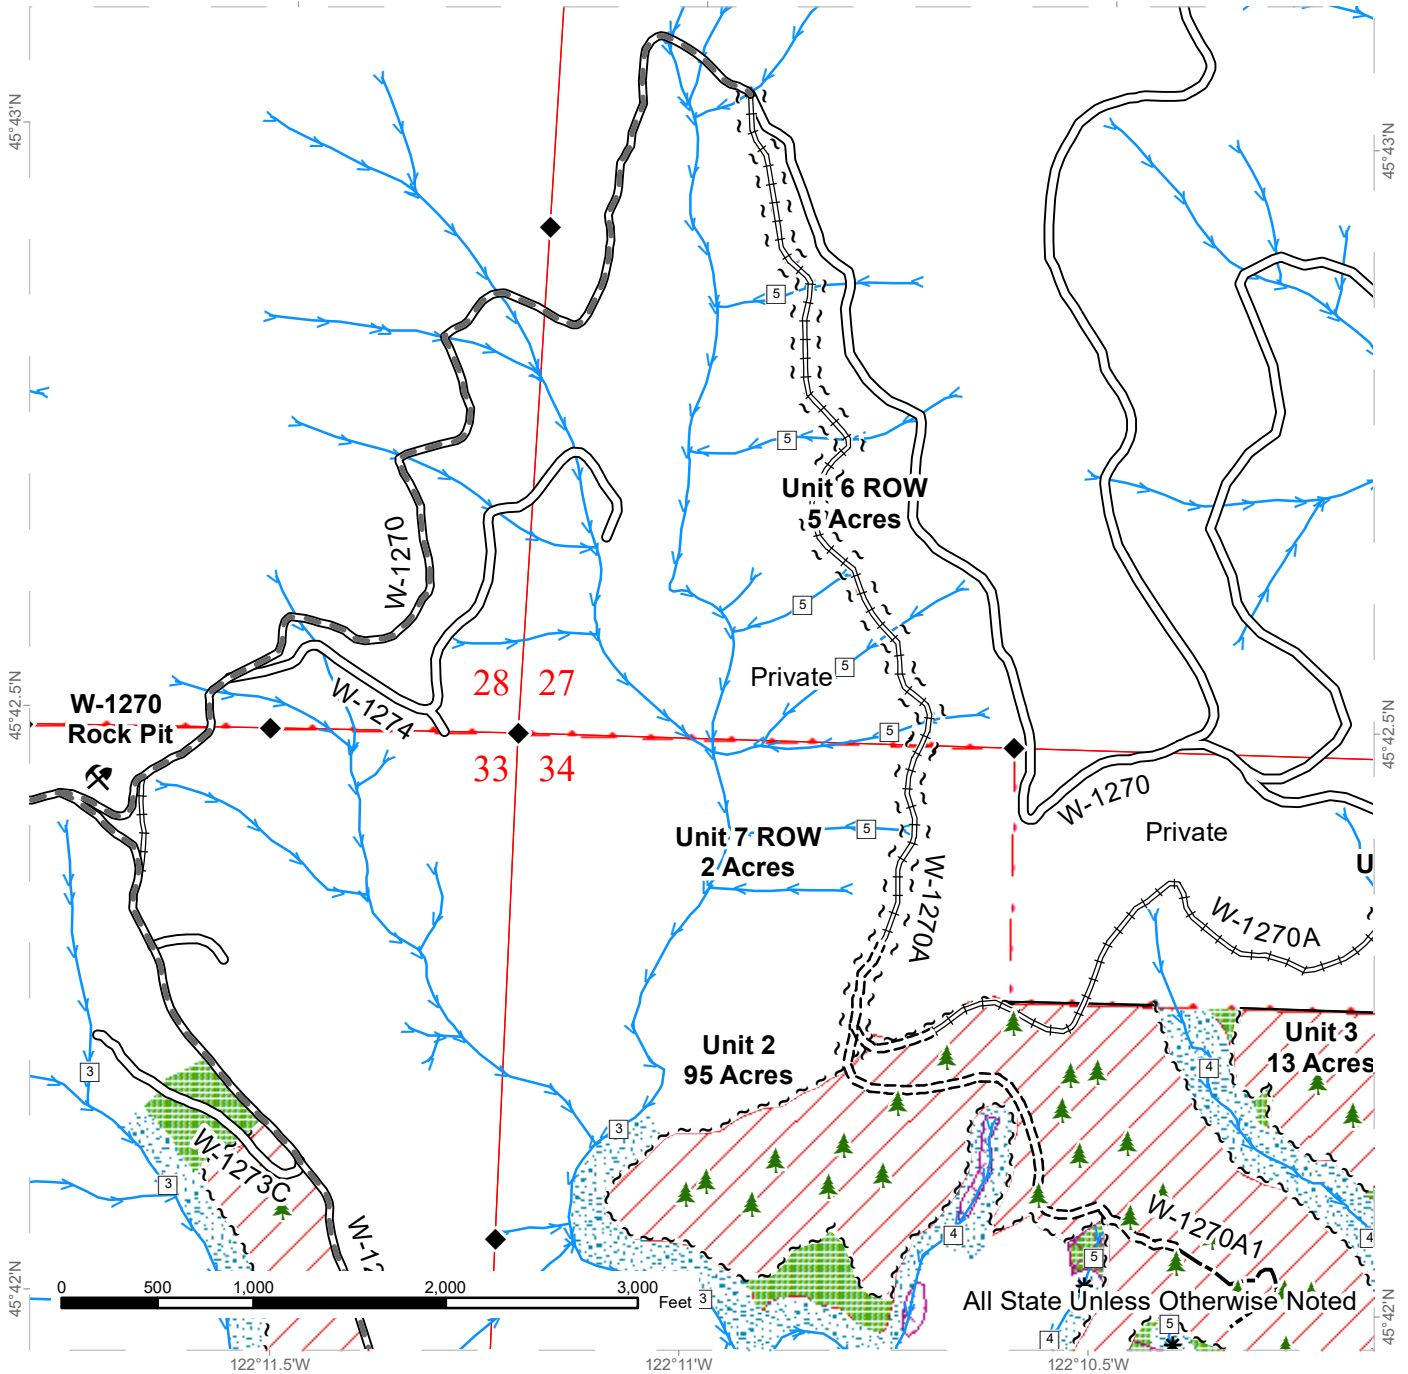 45°43'N
45°43'N
5
5
Unit 6 ROW
5 Acres
W-1270
5
5
Private
28
27
W-1270
Rock Pit
W-1274
45°42.5'N
45°42.5'N
5
33
34
W-1270
Private
Unit 7 ROW
2 Acres
5
U
W-1270A
W-1270A
Unit 2
95 Acres
Unit 3
13 Acres
3
4
3
W-1273C
3
W-1270A1
4
4
W-12
5
0
500
1,000
2,000
3,000
Feet
3
All State Unless Otherwise Noted
45°42'N
45°42'N
5
4
122°11.5'W
122°11'W
122°10.5'W